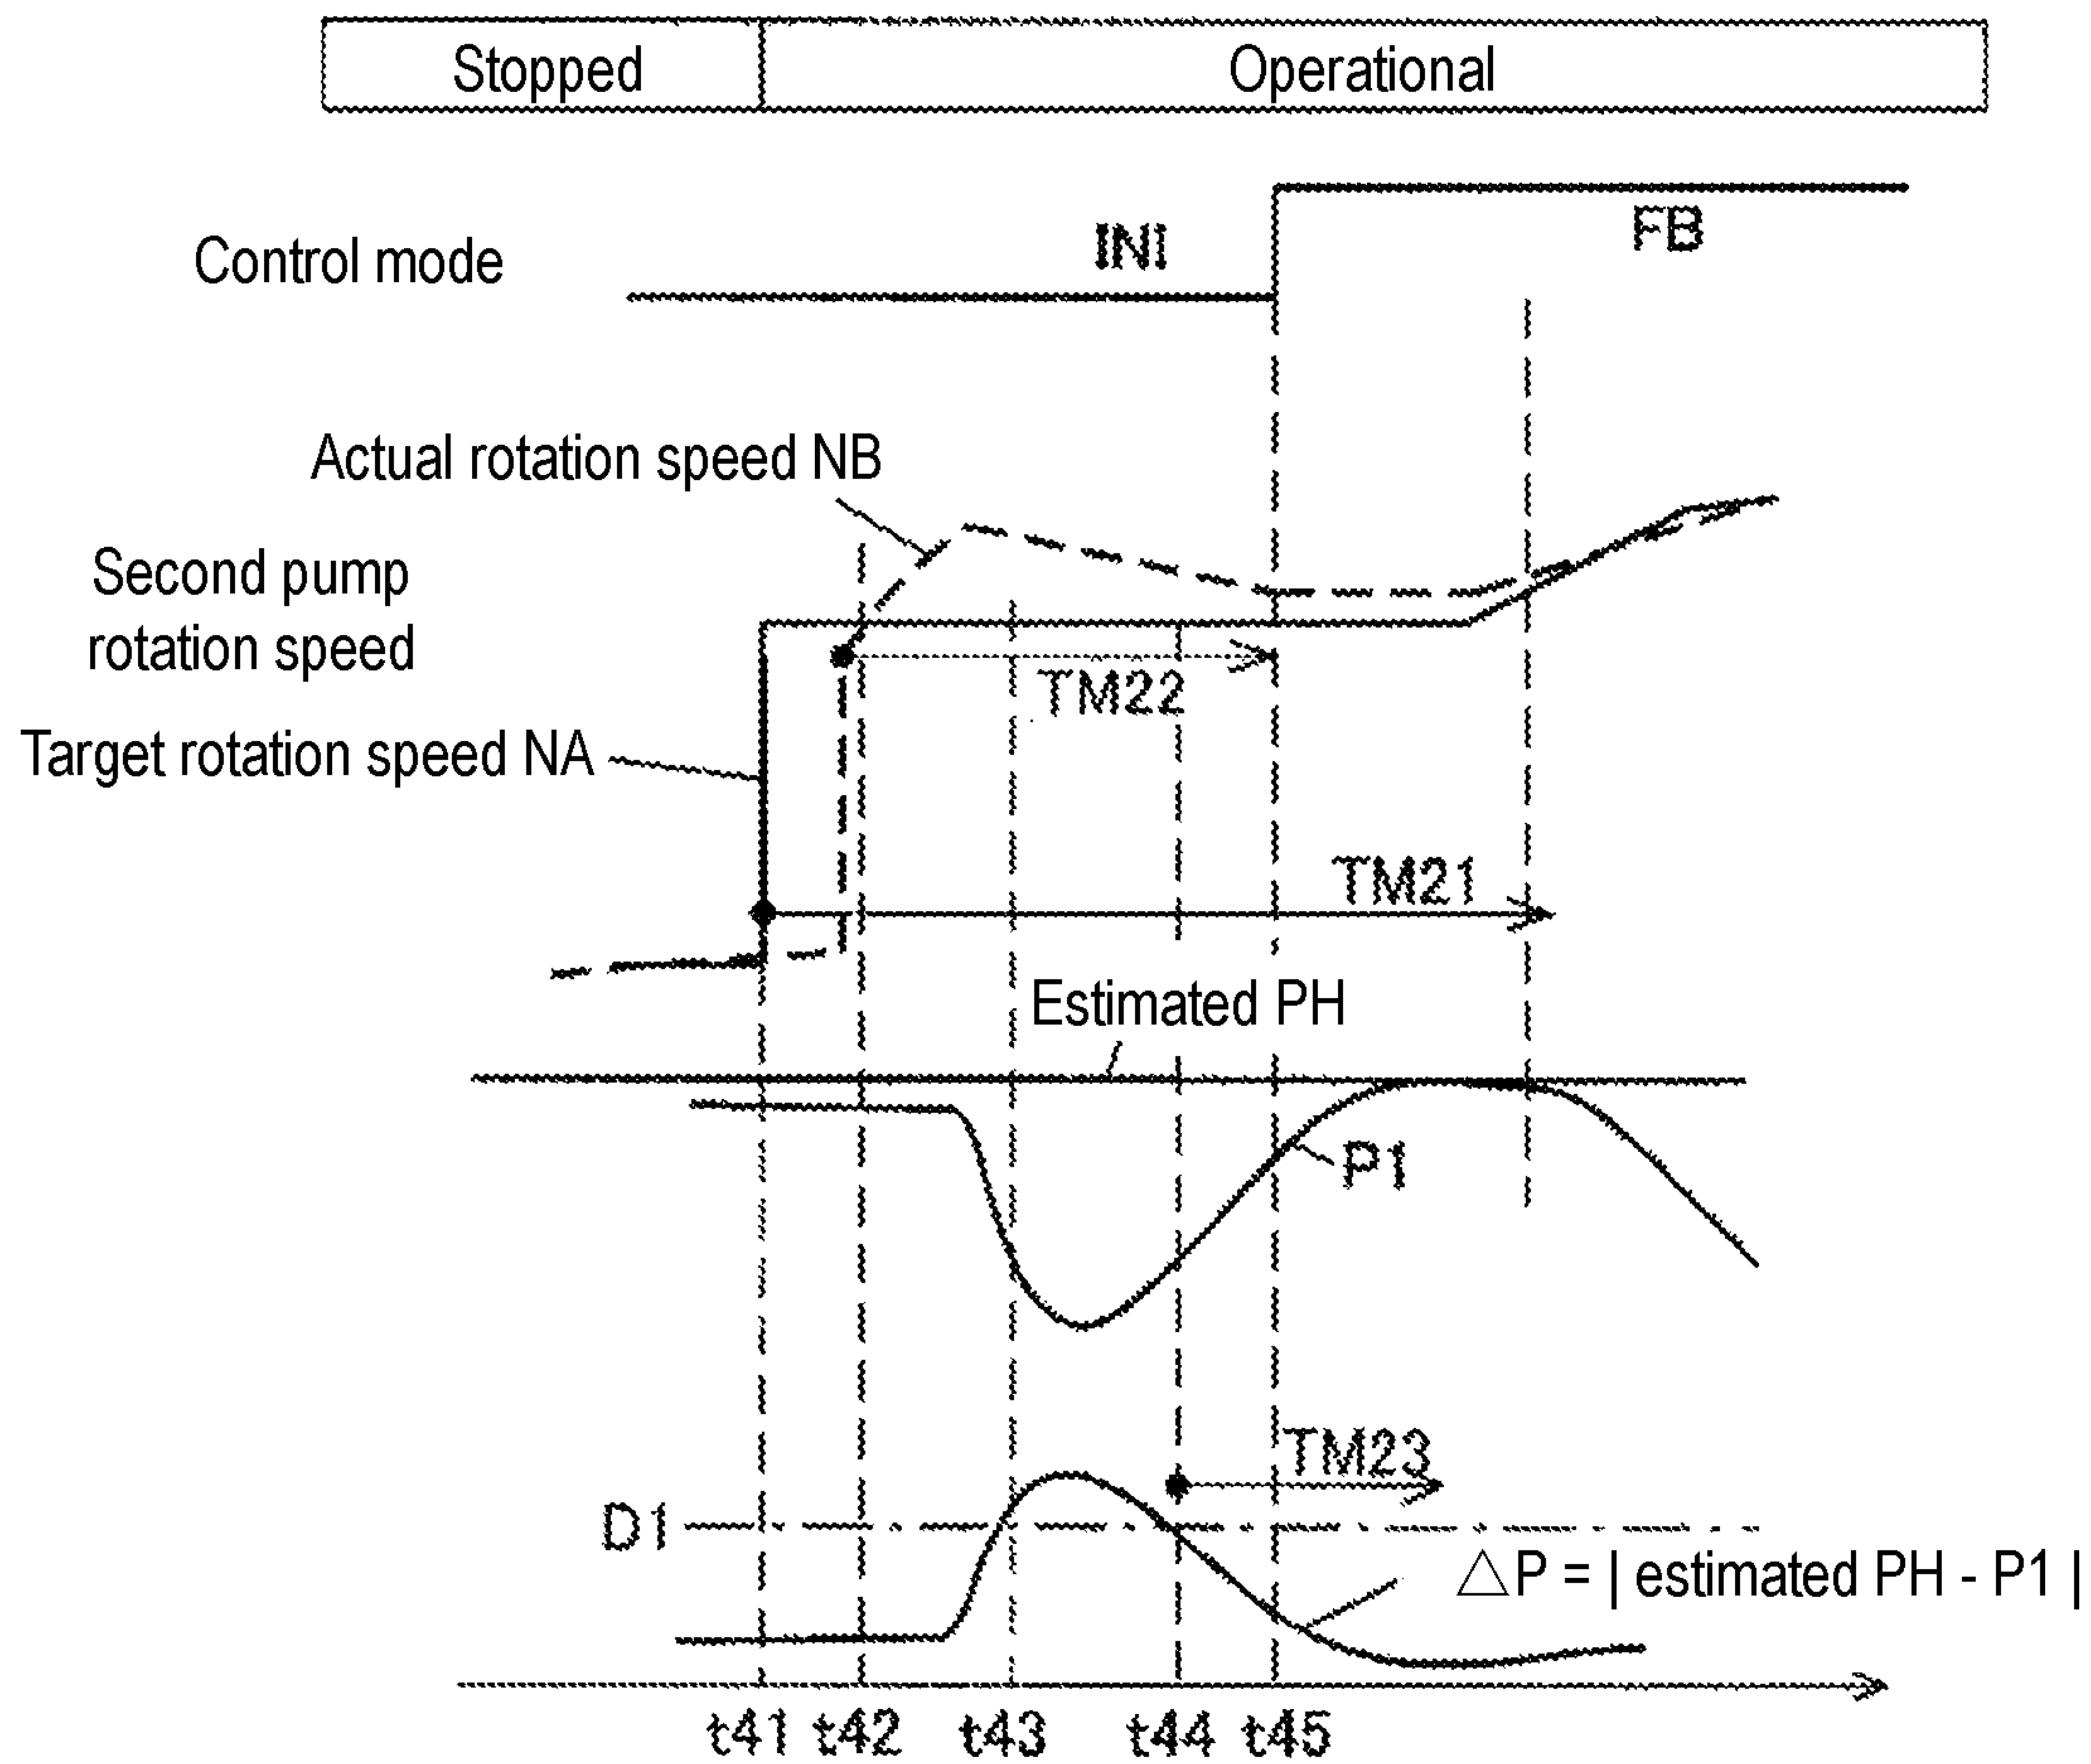 Stopped
Operational
Control mode
INI
FB
Actual rotation speed NB
Second pump
rotation speed
TM22
Target rotation speed NA
TM21
Estimated PH
P1
TM23
D1
△P = | estimated PH - P1 |
t41 t42 t43 t44 t45